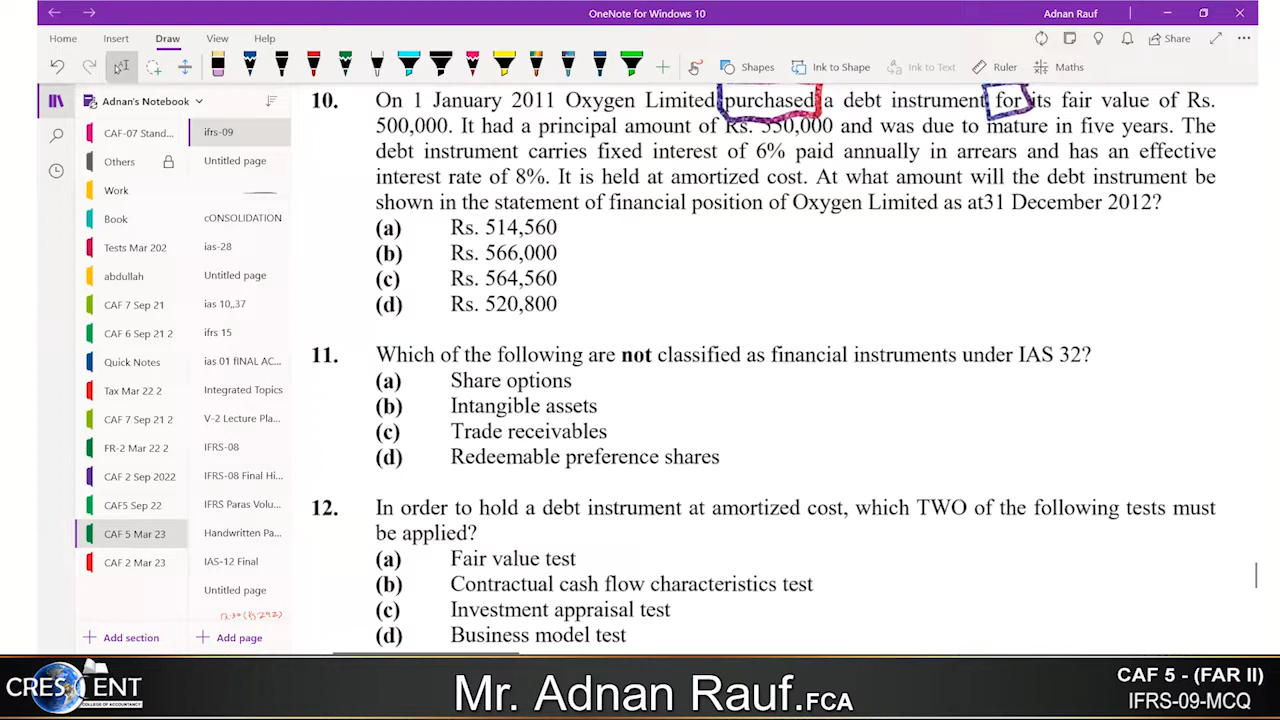 OneNote for Windows 10
Adnan Rauf
Home Insert Draw View Help
Share
Shapes Ink to Shape Ink to Text Ruler Maths
Adnan's Notebook
CAF-07 Stand...
Others
Work
Book
Tests Mar 202
abdullah
CAF 7 Sep 21
CAF 6 Sep 21 2
Quick Notes
Tax Mar 22 2
CAF 7 Sep 21 2
FR-2 Mar 22 2
CAF 2 Sep 2022
CAF5 Sep 22
CAF 5 Mar 23
CAF 2 Mar 23
Add section
ifrs-09
Untitled page
cONSOLIDATION
ias-28
Untitled page
ias 10,,37
ifrs 15
ias 01 fINAL AC...
Integrated Topics
V-2 Lecture Pla...
IFRS-08
IFRS-08 Final Hi...
IFRS Paras Volu...
Handwritten Pa...
IAS-12 Final
Untitled page
Add page
10. On 1 January 2011 Oxygen Limited purchased a debt instrument for its fair value of Rs.
500,000. It had a principal amount of Rs. 550,000 and was due to mature in five years. The
debt instrument carries fixed interest of 6% paid annually in arrears and has an effective
interest rate of 8%. It is held at amortized cost. At what amount will the debt instrument be
shown in the statement of financial position of Oxygen Limited as at31 December 2012?
(a) Rs. 514,560
(b) Rs. 566,000
(c) Rs. 564,560
(d) Rs. 520,800
11. Which of the following are not classified as financial instruments under IAS 32?
(a) Share options
(b) Intangible assets
(c) Trade receivables
(d) Redeemable preference shares
12. In order to hold a debt instrument at amortized cost, which TWO of the following tests must
be applied?
(a) Fair value test
(b) Contractual cash flow characteristics test
(c) Investment appraisal test
(d) Business model test
CRESCENT
COLLEGE OF ACCOUNTANCY
Mr. Adnan Rauf.FCA
CAF 5 - (FAR II)
IFRS-09-MCQ